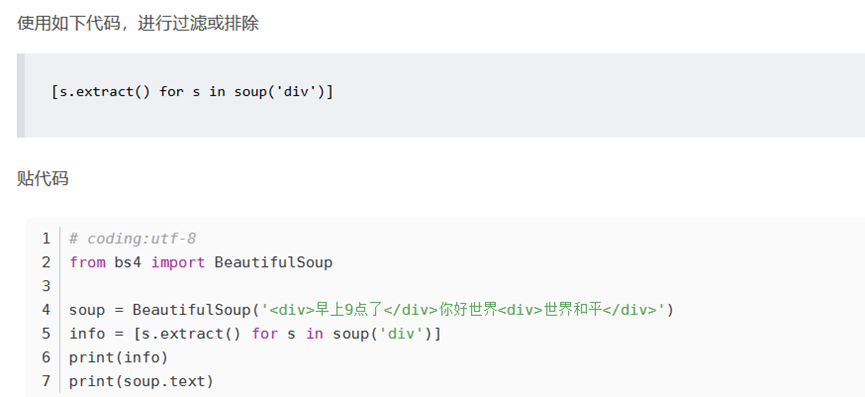 使用如下代码，进行过滤或排除
[s.extract() for s in soup('div')]
贴代码
1 # coding:utf-8
2 from bs4 import BeautifulSoup
3
4 soup = BeautifulSoup('<div>早上9点了</div>你好世界<div>世界和平</div>')
5 info = [s.extract() for s in soup('div')]
6 print(info)
7 print(soup.text)